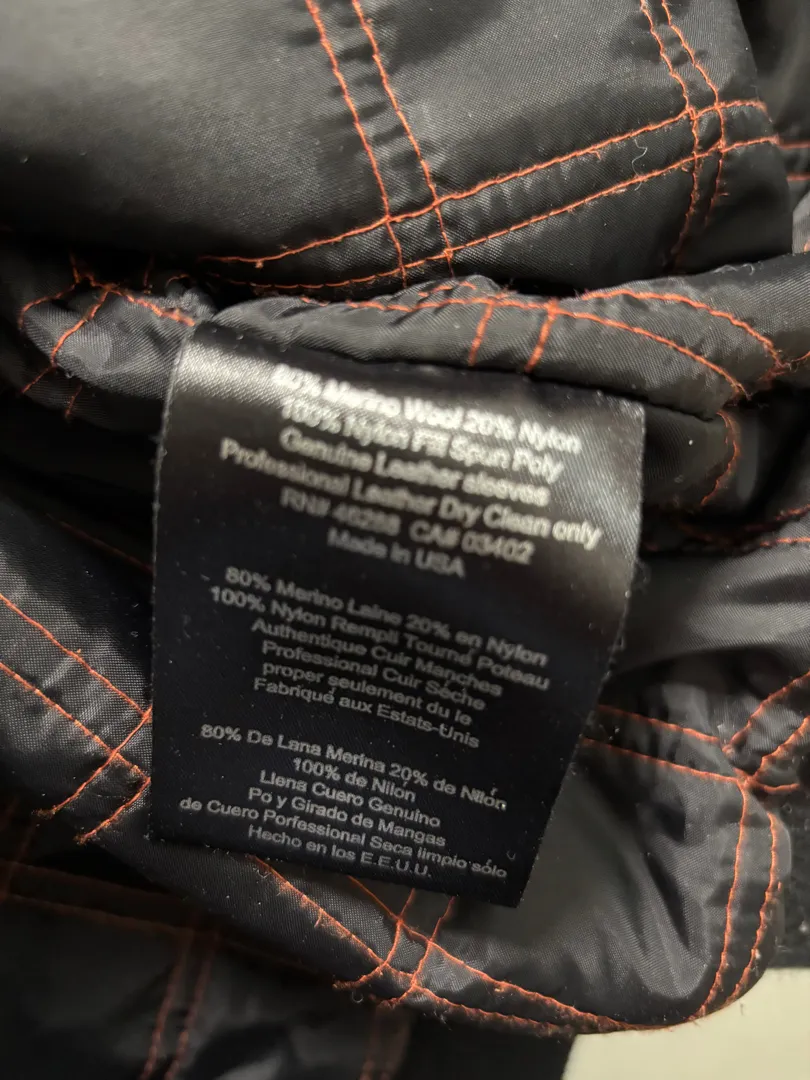 80% Merino Wool 20% Nylon
100% Nylon Fill Spun Poly
Genuine Leather sleeves
Professional Leather Dry Clean only
RN# 46288 CA# 03402
Made in USA
80% Merino Laine 20% en Nylon
100% Nylon Rempli Tourné Poteau
Authentique Cuir Manches
Professional Cuir Séche
proper seulement du le
Fabriqué aux Estats-Unis
80% De Lana Merina 20% de Nilón
100% de Nilón
Llena Cuero Genuino
Po y Girado de Mangas
de Cuero Porfessional Seca limpio sólo
Hecho en los E.E.U.U.